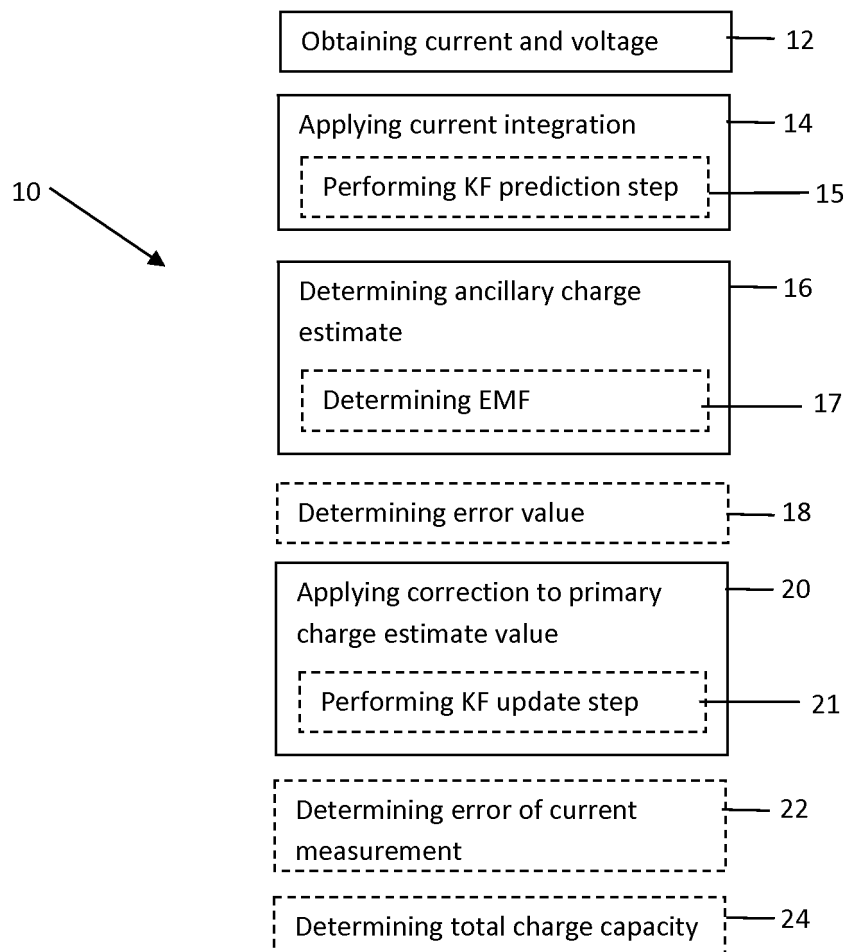 Obtaining current and voltage
12
Applying current integration
14
Performing KF prediction step
15
10
Determining ancillary charge
estimate
16
Determining EMF
17
Determining error value
18
Applying correction to primary
charge estimate value
20
Performing KF update step
21
Determining error of current
measurement
22
Determining total charge capacity
24